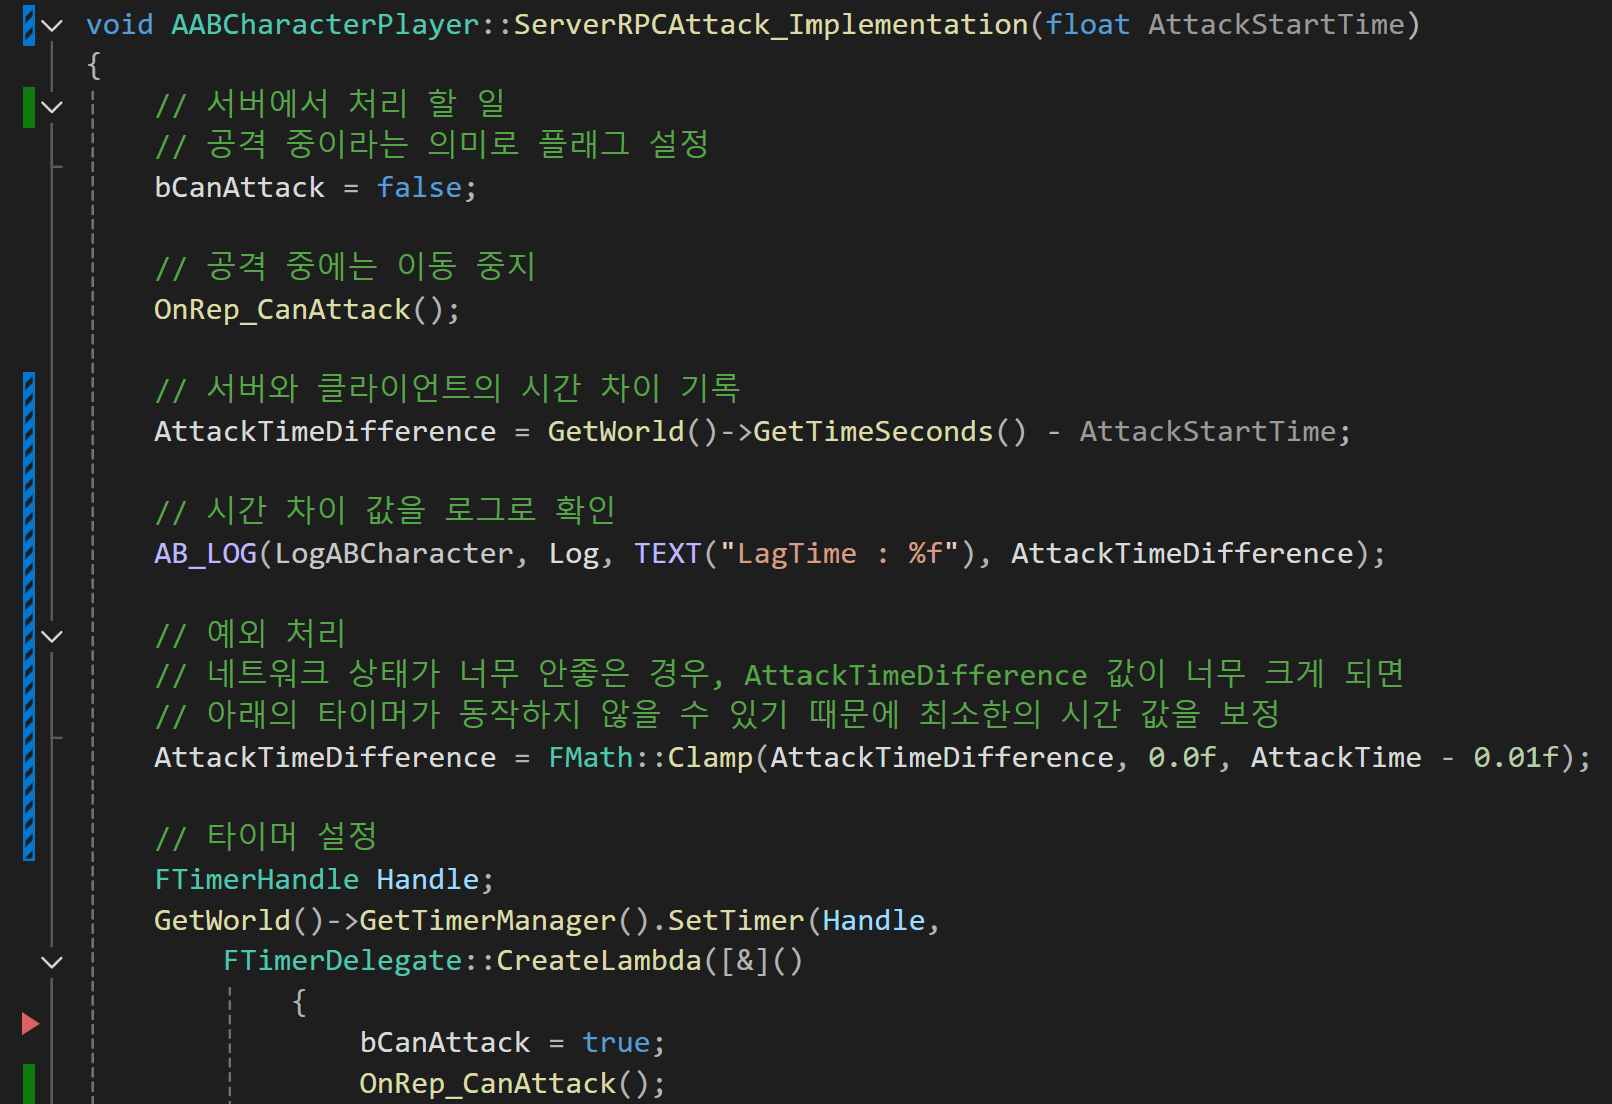 void AABCharacterPlayer::ServerRPCAttack_Implementation(float AttackStartTime)
{
// 서버에서 처리 할 일
// 공격 중이라는 의미로 플래그 설정
bCanAttack = false;
// 공격 중에는 이동 중지
OnRep_CanAttack();
// 서버와 클라이언트의 시간 차이 기록
AttackTimeDifference = GetWorld()->GetTimeSeconds() - AttackStartTime;
// 시간 차이 값을 로그로 확인
AB_LOG(LogABCharacter, Log, TEXT("LagTime : %f"), AttackTimeDifference);
// 예외 처리
// 네트워크 상태가 너무 안좋은 경우, AttackTimeDifference 값이 너무 크게 되면
// 아래의 타이머가 동작하지 않을 수 있기 때문에 최소한의 시간 값을 보정
AttackTimeDifference = FMath::Clamp(AttackTimeDifference, 0.0f, AttackTime - 0.01f);
// 타이머 설정
FTimerHandle Handle;
GetWorld()->GetTimerManager().SetTimer(Handle,
FTimerDelegate::CreateLambda([&]()
{
bCanAttack = true;
OnRep_CanAttack();